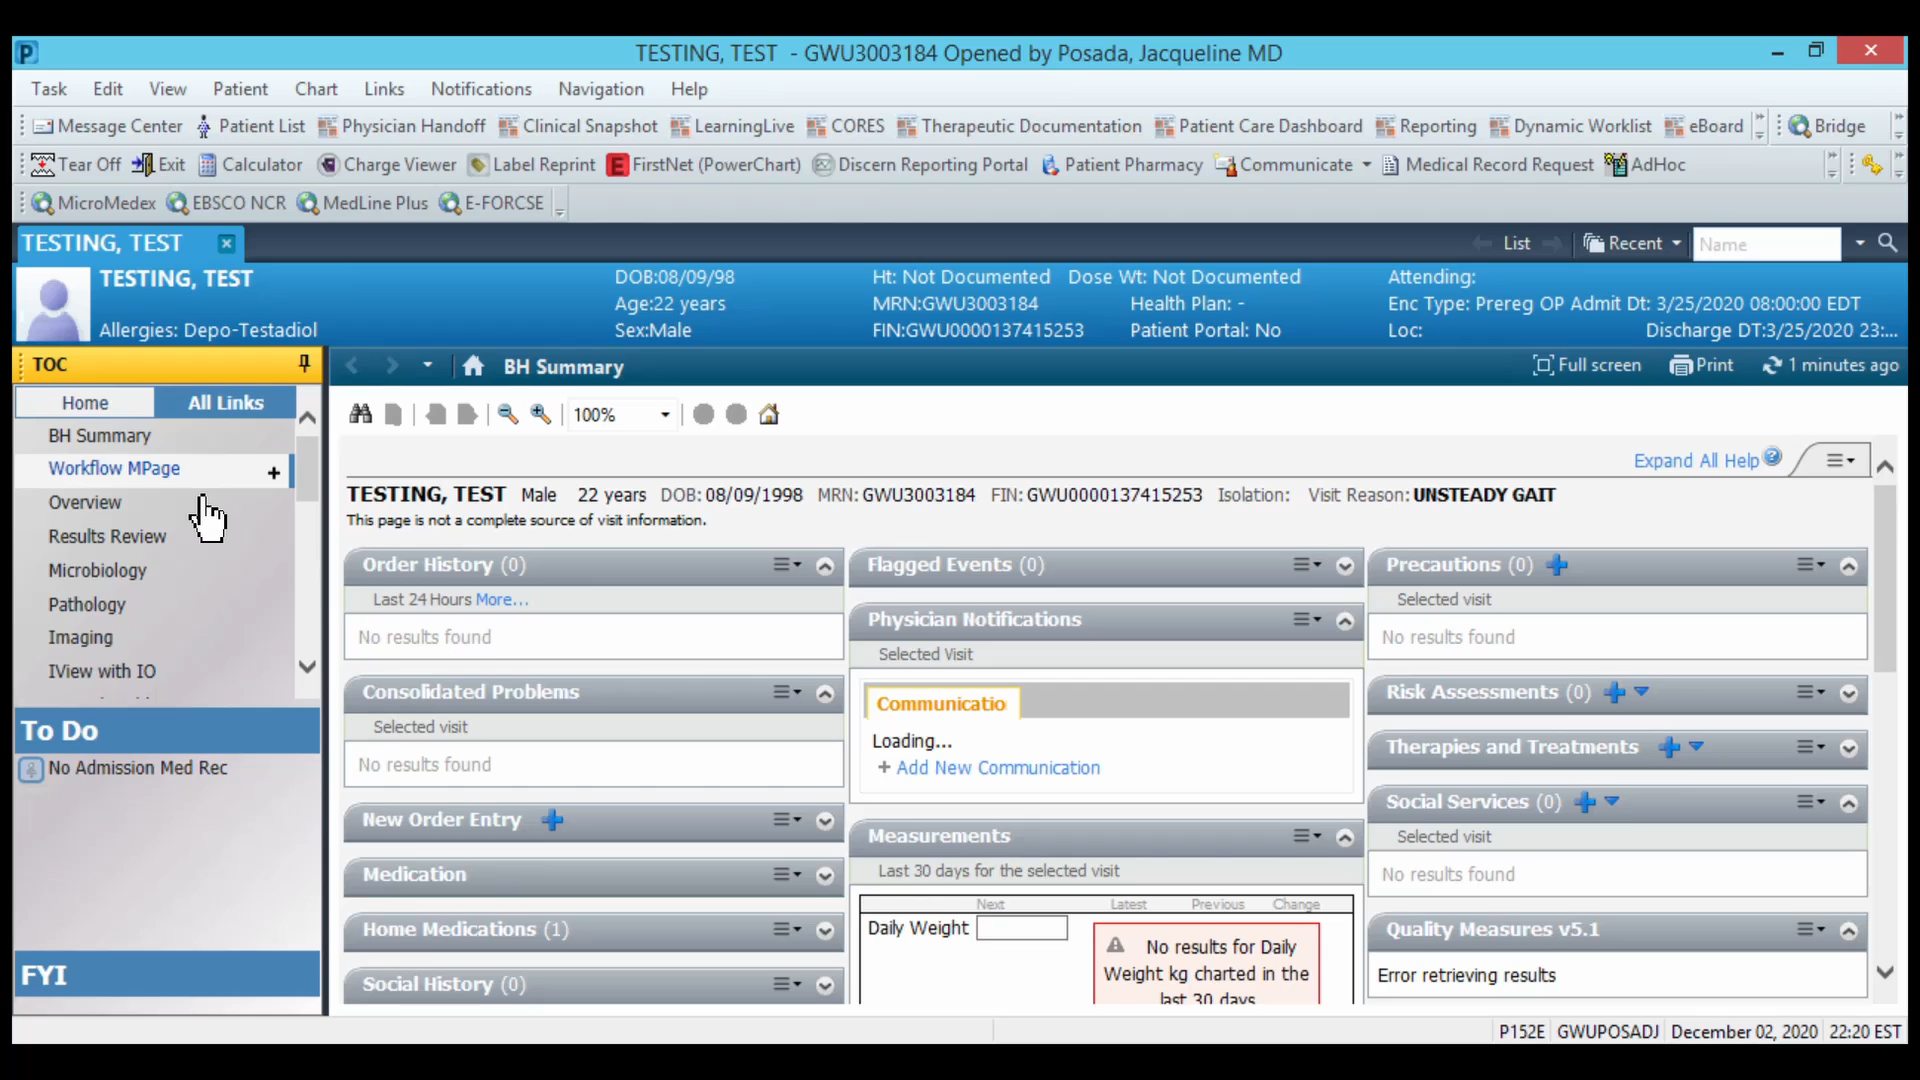 P
TESTING, TEST - GWU3003184 Opened by Posada, Jacqueline MD
Task Edit View Patient Chart Links Notifications Navigation Help
Message Center Patient List Physician Handoff Clinical Snapshot LearningLive CORES Therapeutic Documentation Patient Care Dashboard Reporting Dynamic Worklist eBoard Bridge
Tear Off Exit Calculator Charge Viewer Label Reprint E FirstNet (PowerChart) Discern Reporting Portal Patient Pharmacy Communicate Medical Record Request AdHoc
MicroMedex EBSCO NCR MedLine Plus E-FORCSE
TESTING, TEST List Recent Name
TESTING, TEST DOB:08/09/98 Ht: Not Documented Dose Wt: Not Documented Attending:
Age:22 years MRN:GWU3003184 Health Plan: - Enc Type: Prereg OP Admit Dt: 3/25/2020 08:00:00 EDT
Allergies: Depo-Testadiol Sex:Male FIN:GWU0000137415253 Patient Portal: No Loc: Discharge DT:3/25/2020 23:...
TOC
Home All Links
BH Summary
Workflow MPage +
Overview
Results Review
Microbiology
Pathology
Imaging
IView with IO
To Do
No Admission Med Rec
FYI
BH Summary Full screen Print 1 minutes ago
100%
Expand All Help
TESTING, TEST Male 22 years DOB: 08/09/1998 MRN: GWU3003184 FIN: GWU0000137415253 Isolation: Visit Reason: UNSTEADY GAIT
This page is not a complete source of visit information.
Order History (0)
Last 24 Hours More...
No results found
Consolidated Problems
Selected visit
No results found
New Order Entry
Medication
Home Medications (1)
Social History (0)
Flagged Events (0)
Physician Notifications
Selected Visit
Communicatio
Loading...
+ Add New Communication
Measurements
Last 30 days for the selected visit
Next Latest Previous Change
Daily Weight
No results for Daily
Weight kg charted in the
last 30 days
Precautions (0)
Selected visit
No results found
Risk Assessments (0)
Therapies and Treatments
Social Services (0)
Selected visit
No results found
Quality Measures v5.1
Error retrieving results
P152E GWUPOSADJ December 02, 2020 22:20 EST